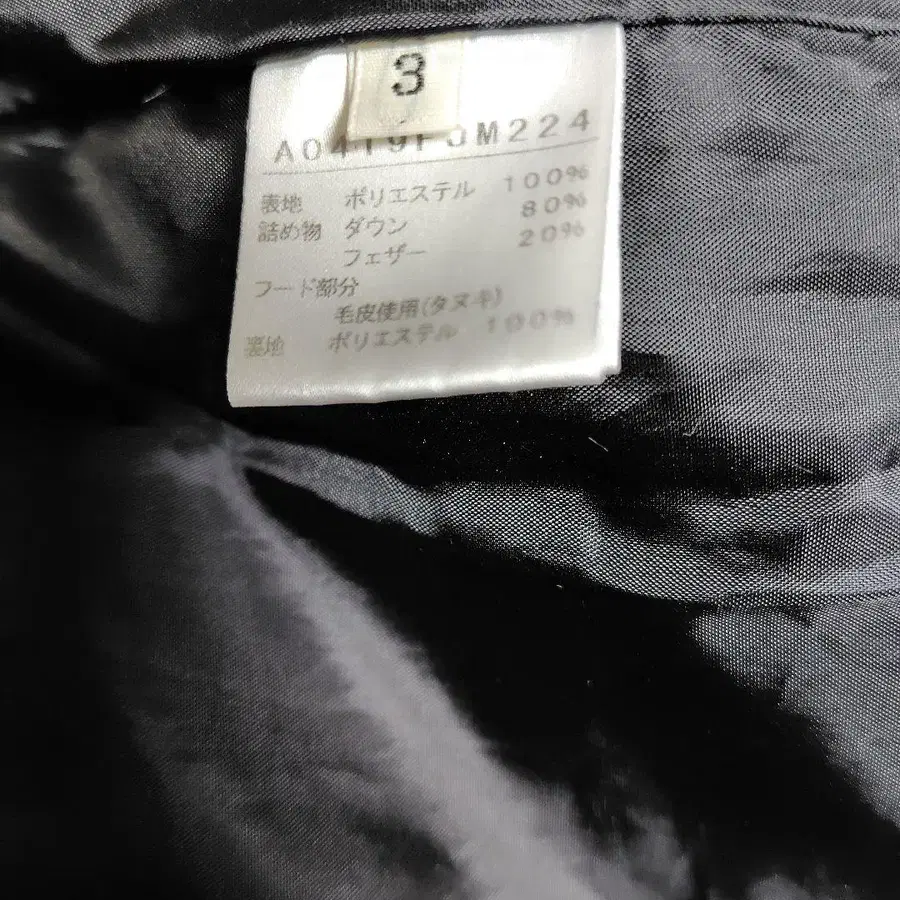 3
A0419FJM224
表地 ポリエステル 100%
詰め物 ダウン 80%
フェザー 20%
フード部分
毛皮使用(タヌキ)
裏地 ポリエステル 100%